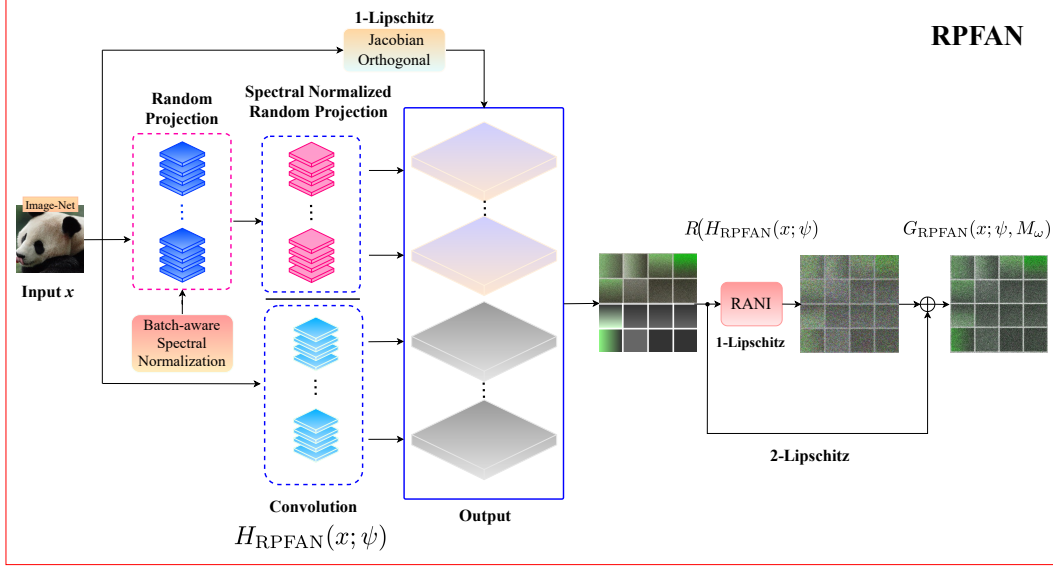 RPFAN
1-Lipschitz
Jacobian
Orthogonal
Random
Projection
Spectral Normalized
Random Projection
Image-Net
Input x
Batch-aware
Spectral
Normalization
Convolution
H_RPFAN(x; ψ)
Output
R(H_RPFAN(x; ψ)
RANI
1-Lipschitz
G_RPFAN(x; ψ, M_ω)
2-Lipschitz